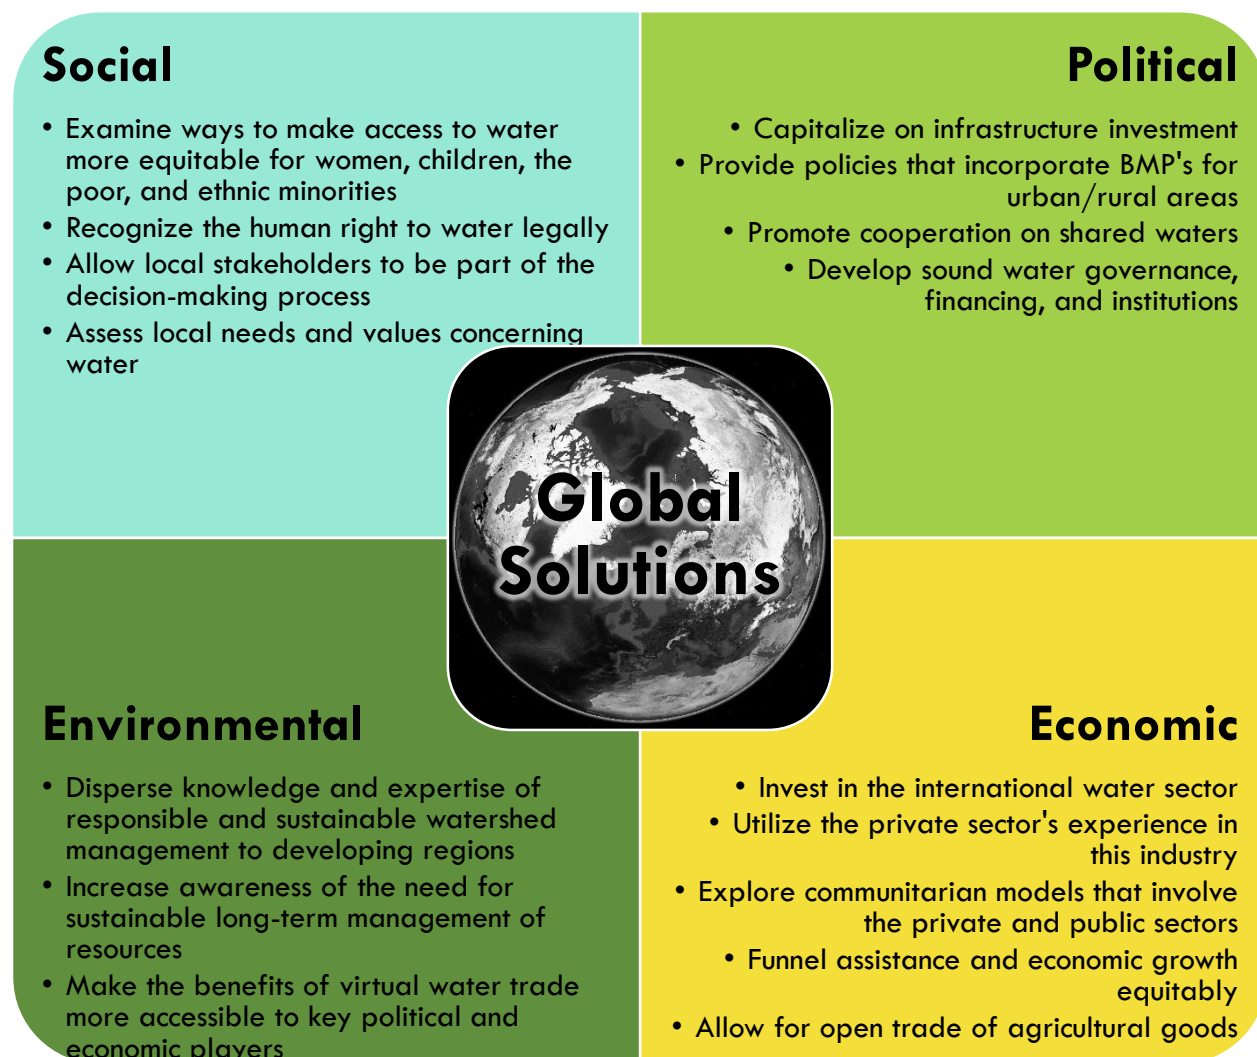 Social
• Examine ways to make access to water
more equitable for women, children, the
poor, and ethnic minorities
• Recognize the human right to water legally
• Allow local stakeholders to be part of the
decision-making process
• Assess local needs and values concerning
water
Political
• Capitalize on infrastructure investment
• Provide policies that incorporate BMP's for
urban/rural areas
• Promote cooperation on shared waters
• Develop sound water governance,
financing, and institutions
Global
Solutions
Environmental
• Disperse knowledge and expertise of
responsible and sustainable watershed
management to developing regions
• Increase awareness of the need for
sustainable long-term management of
resources
• Make the benefits of virtual water trade
more accessible to key political and
economic players
Economic
• Invest in the international water sector
• Utilize the private sector's experience in
this industry
• Explore communitarian models that involve
the private and public sectors
• Funnel assistance and economic growth
equitably
• Allow for open trade of agricultural goods